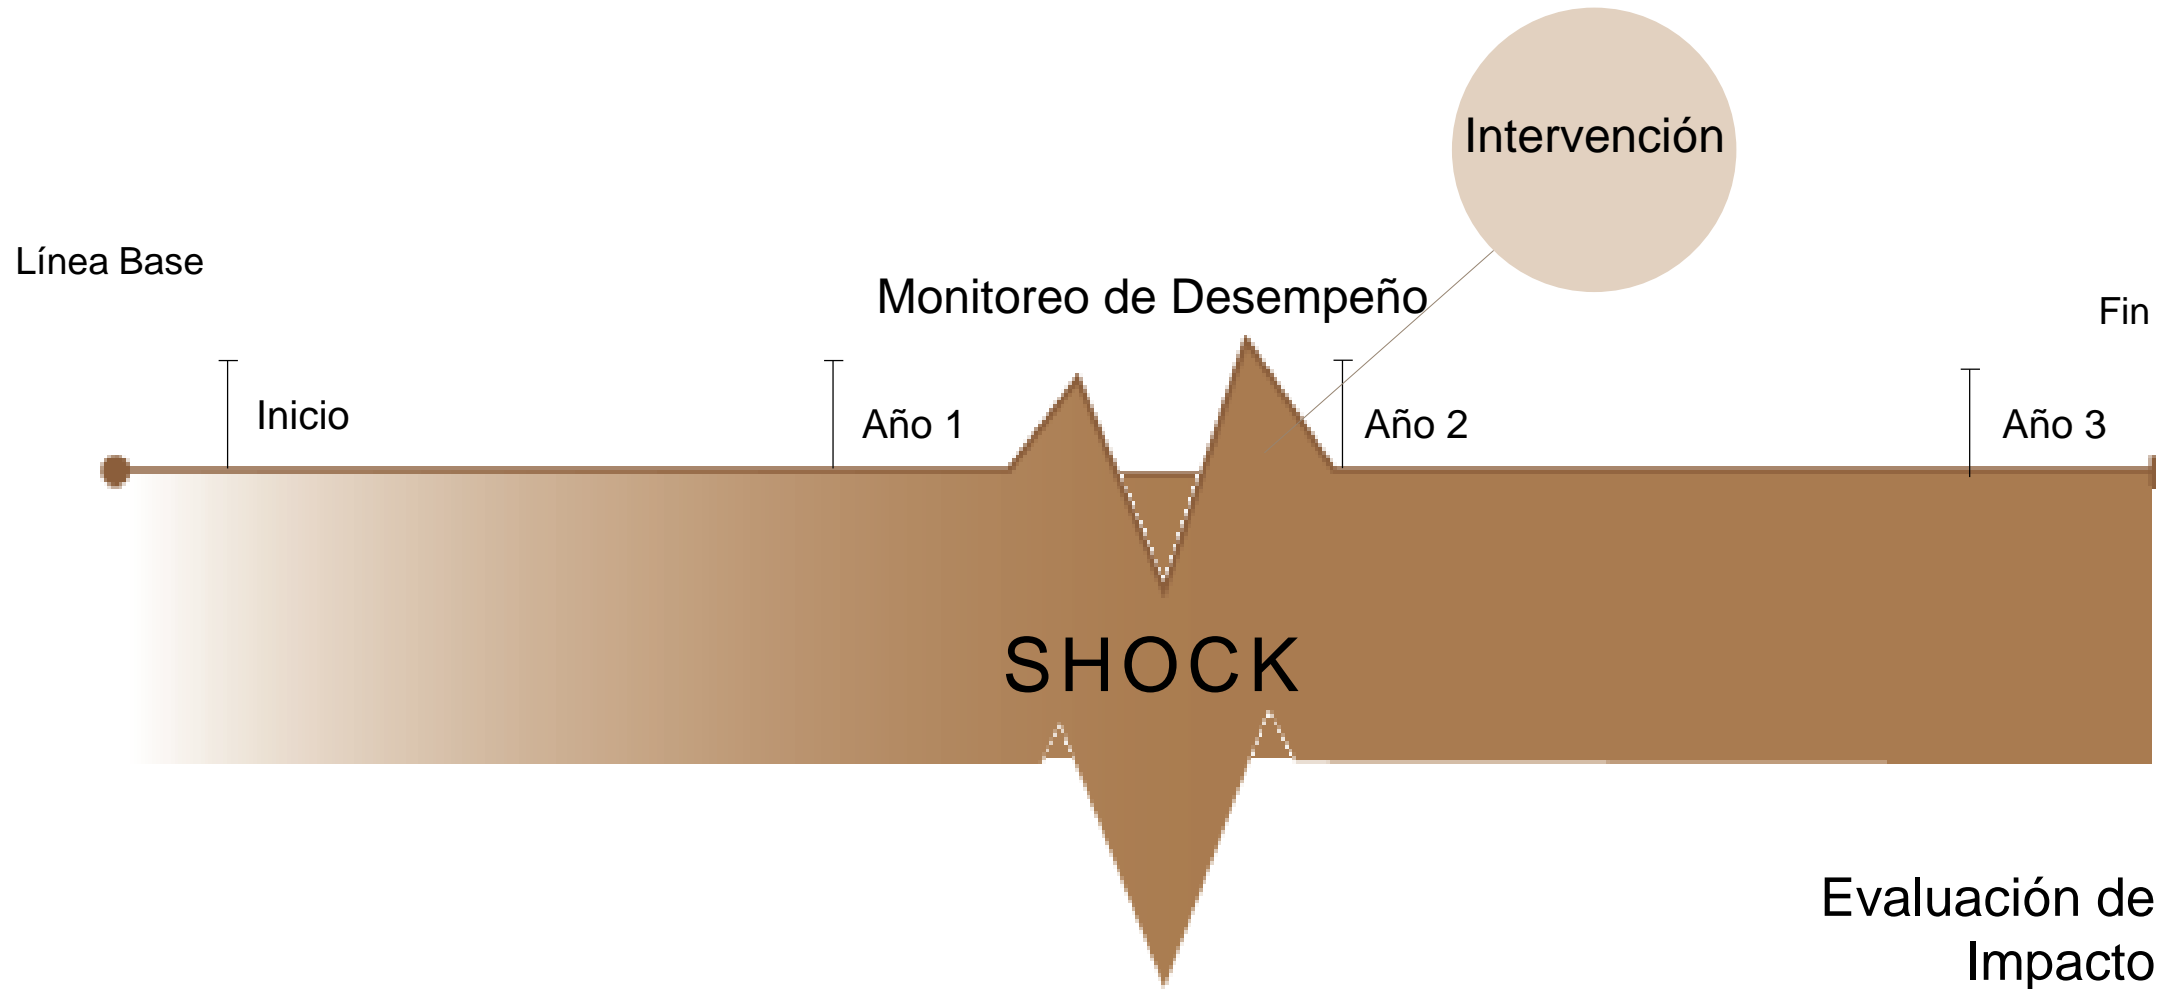 Intervención
Línea Base
Monitoreo de Desempeño
Fin
Inicio
Año 1
Año 2
Año 3
SHOCK
Evaluación de
Impacto